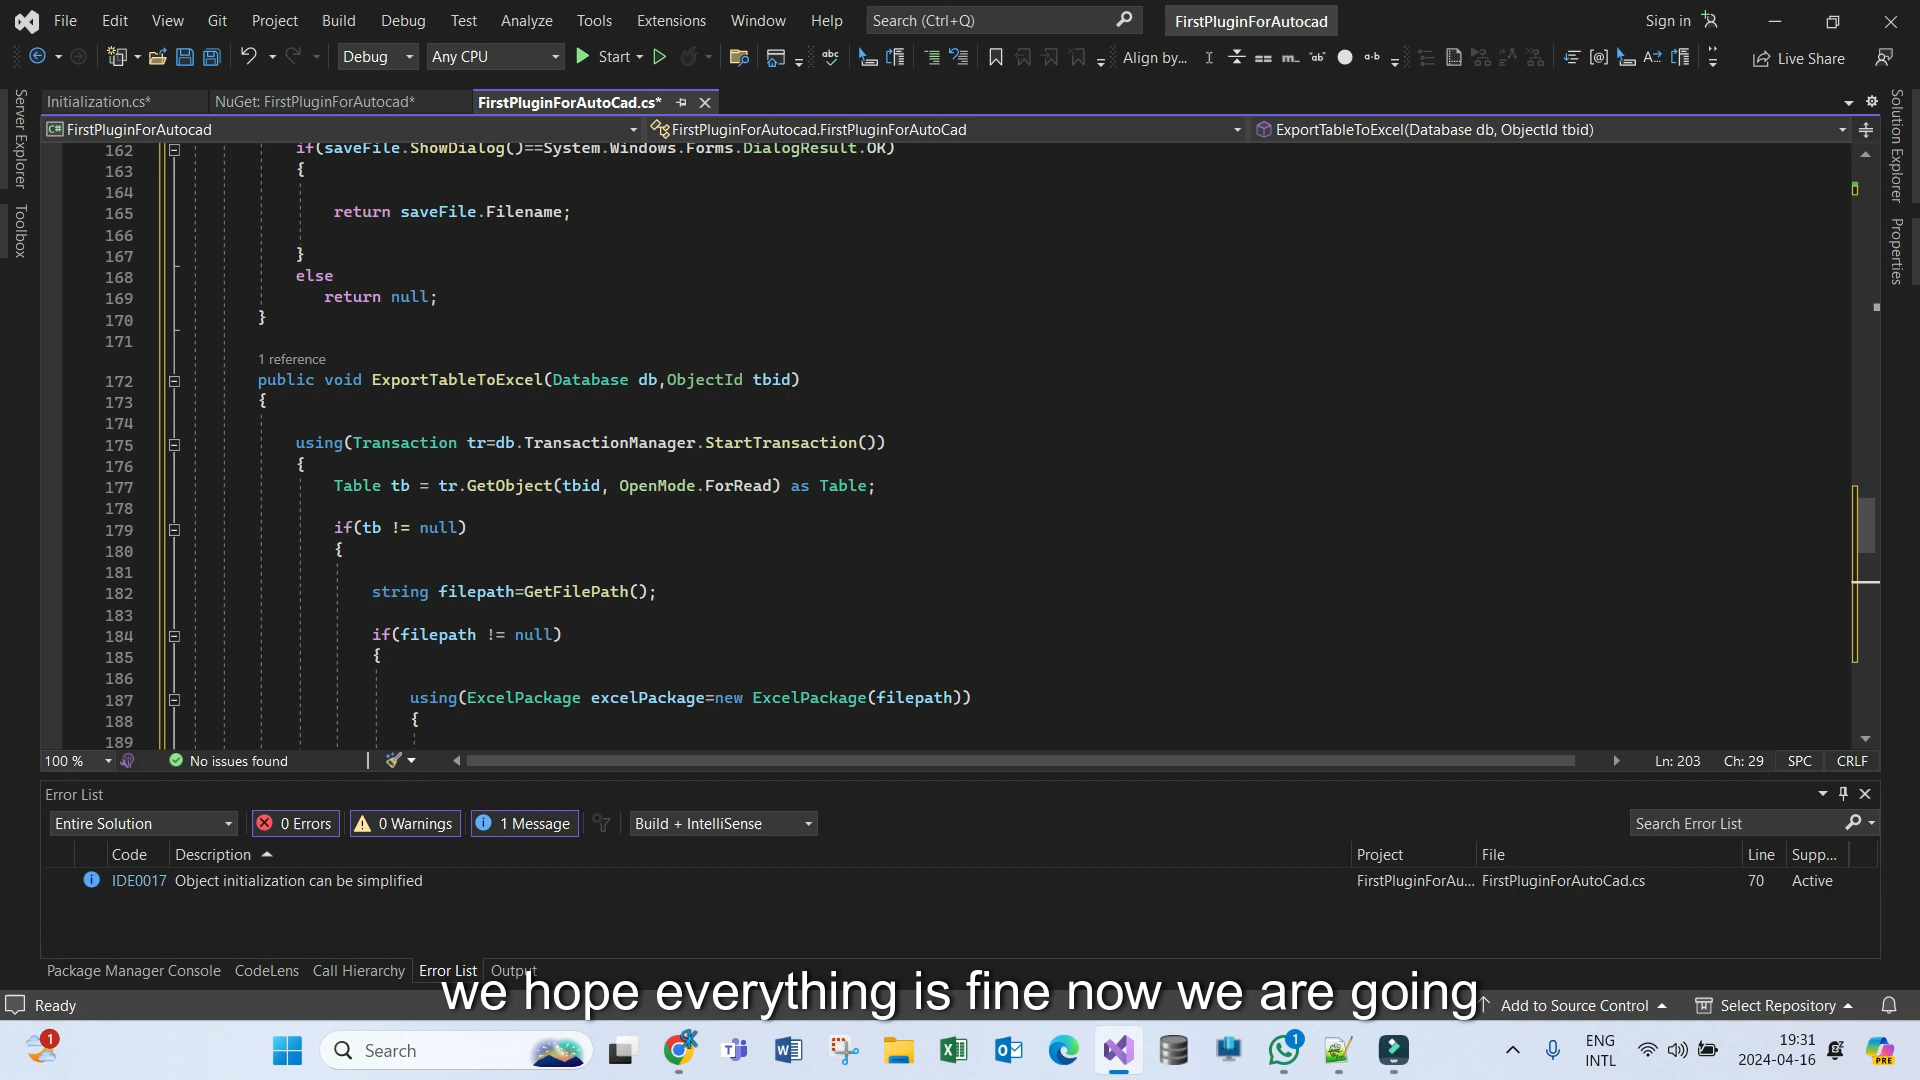 File Edit View Git Project Build Debug Test Analyze Tools Extensions Window Help Search (Ctrl+Q) FirstPluginForAutocad Sign in
Debug Any CPU Start Align by... Live Share
Server Explorer
Toolbox
Initialization.cs* NuGet: FirstPluginForAutocad* FirstPluginForAutoCad.cs*
FirstPluginForAutocad FirstPluginForAutocad.FirstPluginForAutoCad ExportTableToExcel(Database db, ObjectId tbid)
Solution Explorer
Properties
162 if(saveFile.ShowDialog()==System.Windows.Forms.DialogResult.OK)
163 {
164
165 return saveFile.Filename;
166
167 }
168 else
169 return null;
170 }
171
1 reference
172 public void ExportTableToExcel(Database db,ObjectId tbid)
173 {
174
175 using(Transaction tr=db.TransactionManager.StartTransaction())
176 {
177 Table tb = tr.GetObject(tbid, OpenMode.ForRead) as Table;
178
179 if(tb != null)
180 {
181
182 string filepath=GetFilePath();
183
184 if(filepath != null)
185 {
186
187 using(ExcelPackage excelPackage=new ExcelPackage(filepath))
188 {
189
100 % No issues found Ln: 203 Ch: 29 SPC CRLF
Error List
Entire Solution 0 Errors 0 Warnings 1 Message Build + IntelliSense Search Error List
Code Description Project File Line Supp...
IDE0017 Object initialization can be simplified FirstPluginForAu... FirstPluginForAutoCad.cs 70 Active
Package Manager Console CodeLens Call Hierarchy Error List Output
we hope everything is fine now we are going
Ready Add to Source Control Select Repository
1 Search 1 ENG 19:31
INTL 2024-04-16 PRE